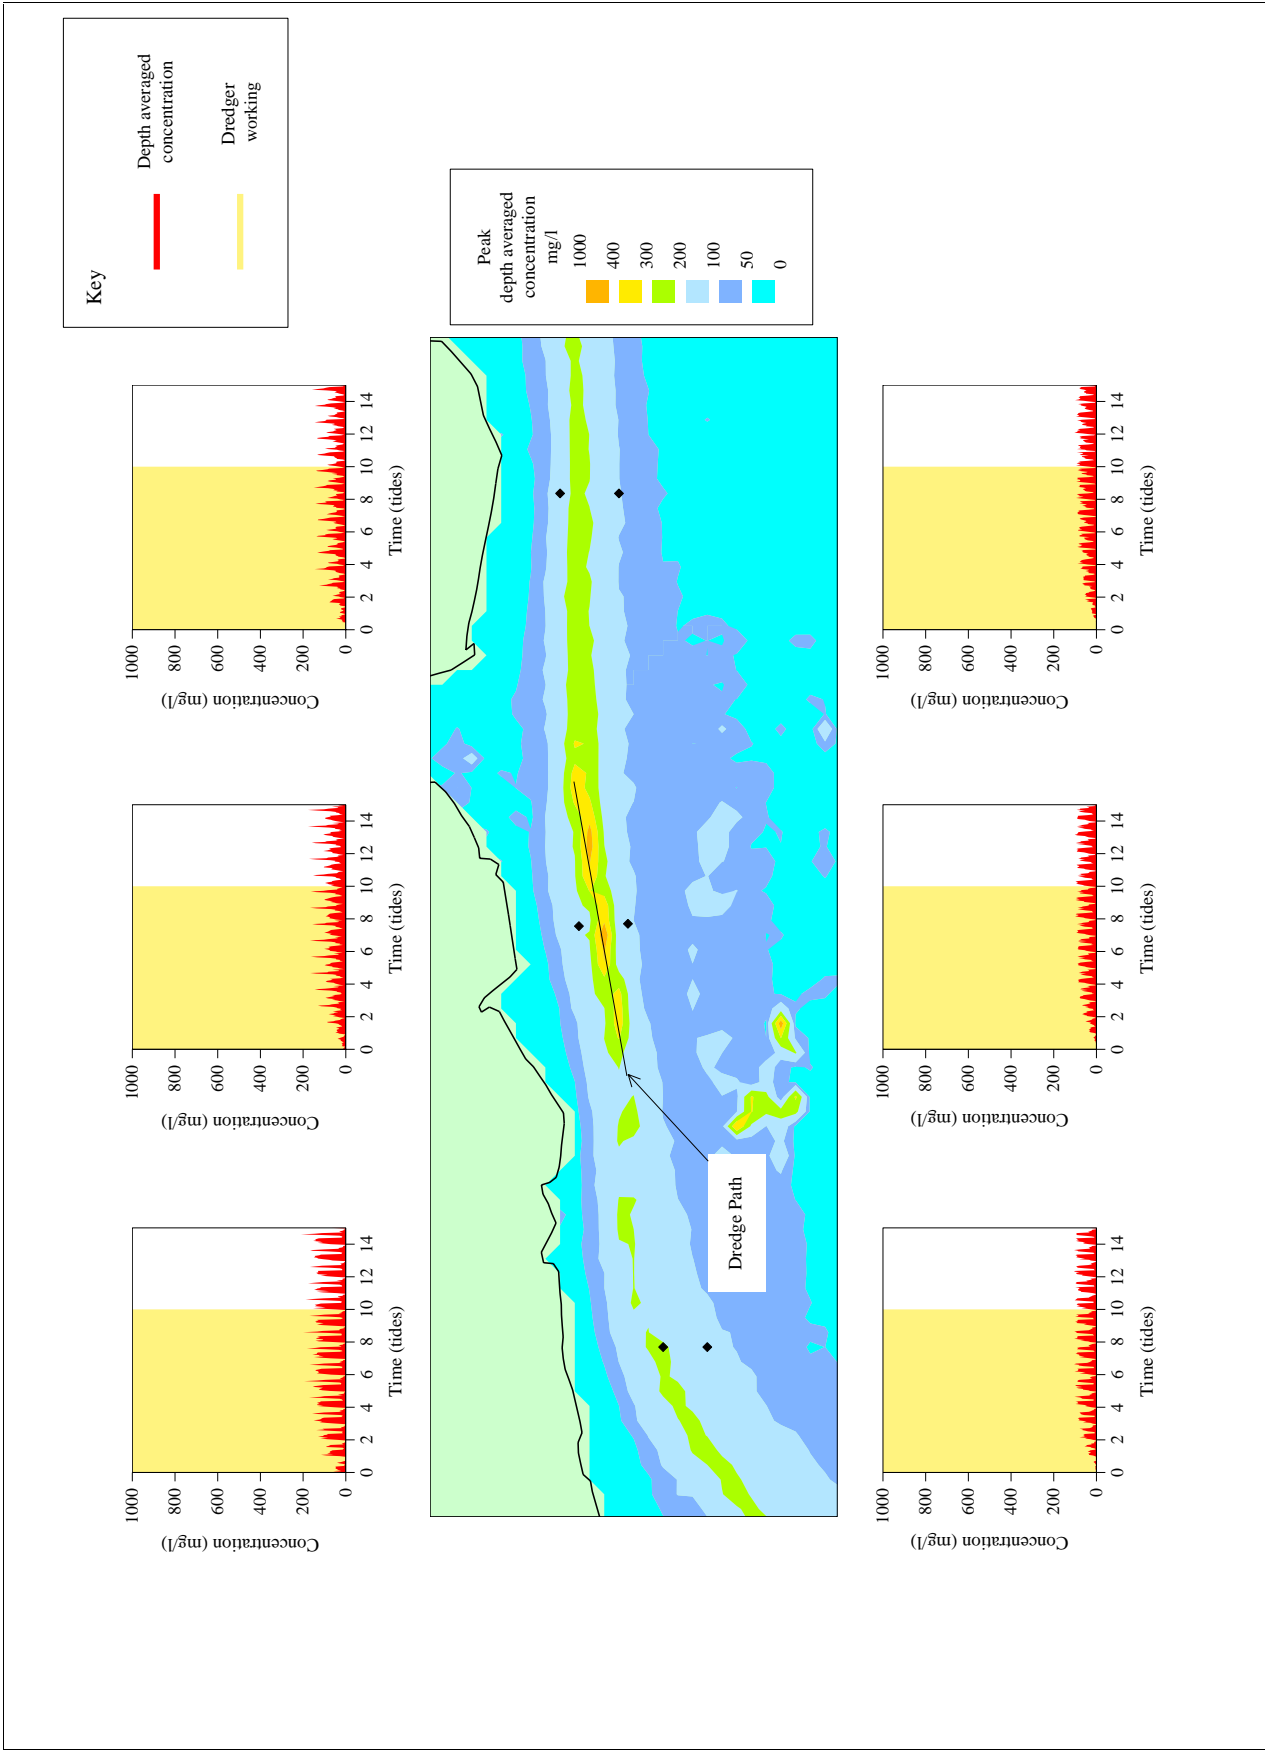 Key
Depth averaged
concentration
Dredger
working
1000
800
600
400
200
0
Concentration (mg/l)
0 2 4 6 8 10 12 14
Time (tides)
1000
800
600
400
200
0
Concentration (mg/l)
0 2 4 6 8 10 12 14
Time (tides)
1000
800
600
400
200
0
Concentration (mg/l)
0 2 4 6 8 10 12 14
Time (tides)
Peak
depth averaged
concentration
mg/l
1000
400
300
200
100
50
0
Dredge Path
1000
800
600
400
200
0
Concentration (mg/l)
0 2 4 6 8 10 12 14
Time (tides)
1000
800
600
400
200
0
Concentration (mg/l)
0 2 4 6 8 10 12 14
Time (tides)
1000
800
600
400
200
0
Concentration (mg/l)
0 2 4 6 8 10 12 14
Time (tides)